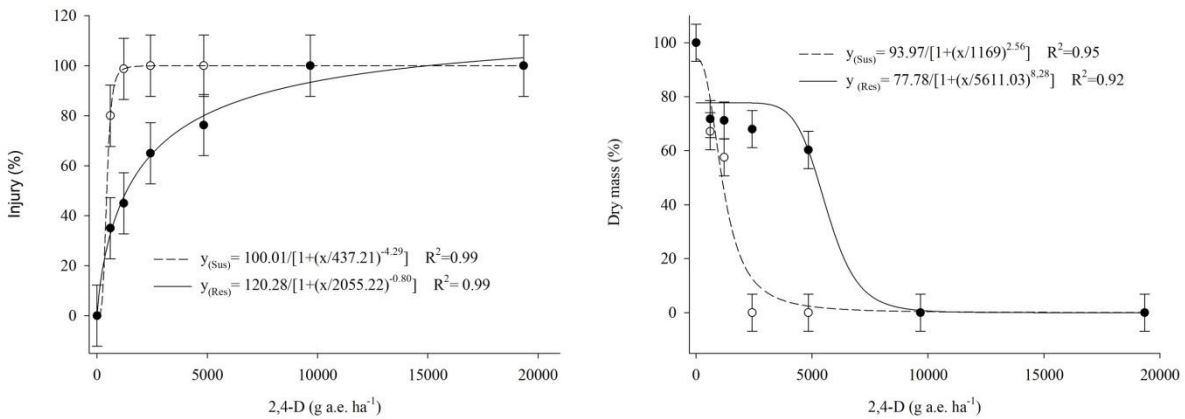 120
100
80
60
40
20
0
Injury (%)
y(Sus)= 100.01/[1+(x/437.21)^-4.29] R²=0.99
y(Res)= 120.28/[1+(x/2055.22)^-0.80] R²= 0.99
0 5000 10000 15000 20000
2,4-D (g a.e. ha⁻¹)
100
80
60
40
20
0
Dry mass (%)
y(Sus) = 93.97/[1+(x/1169)^2.56] R²=0.95
y(Res) = 77.78/[1+(x/5611.03)^8,28] R²=0.92
0 5000 10000 15000 20000
2,4-D (g a.e. ha⁻¹)